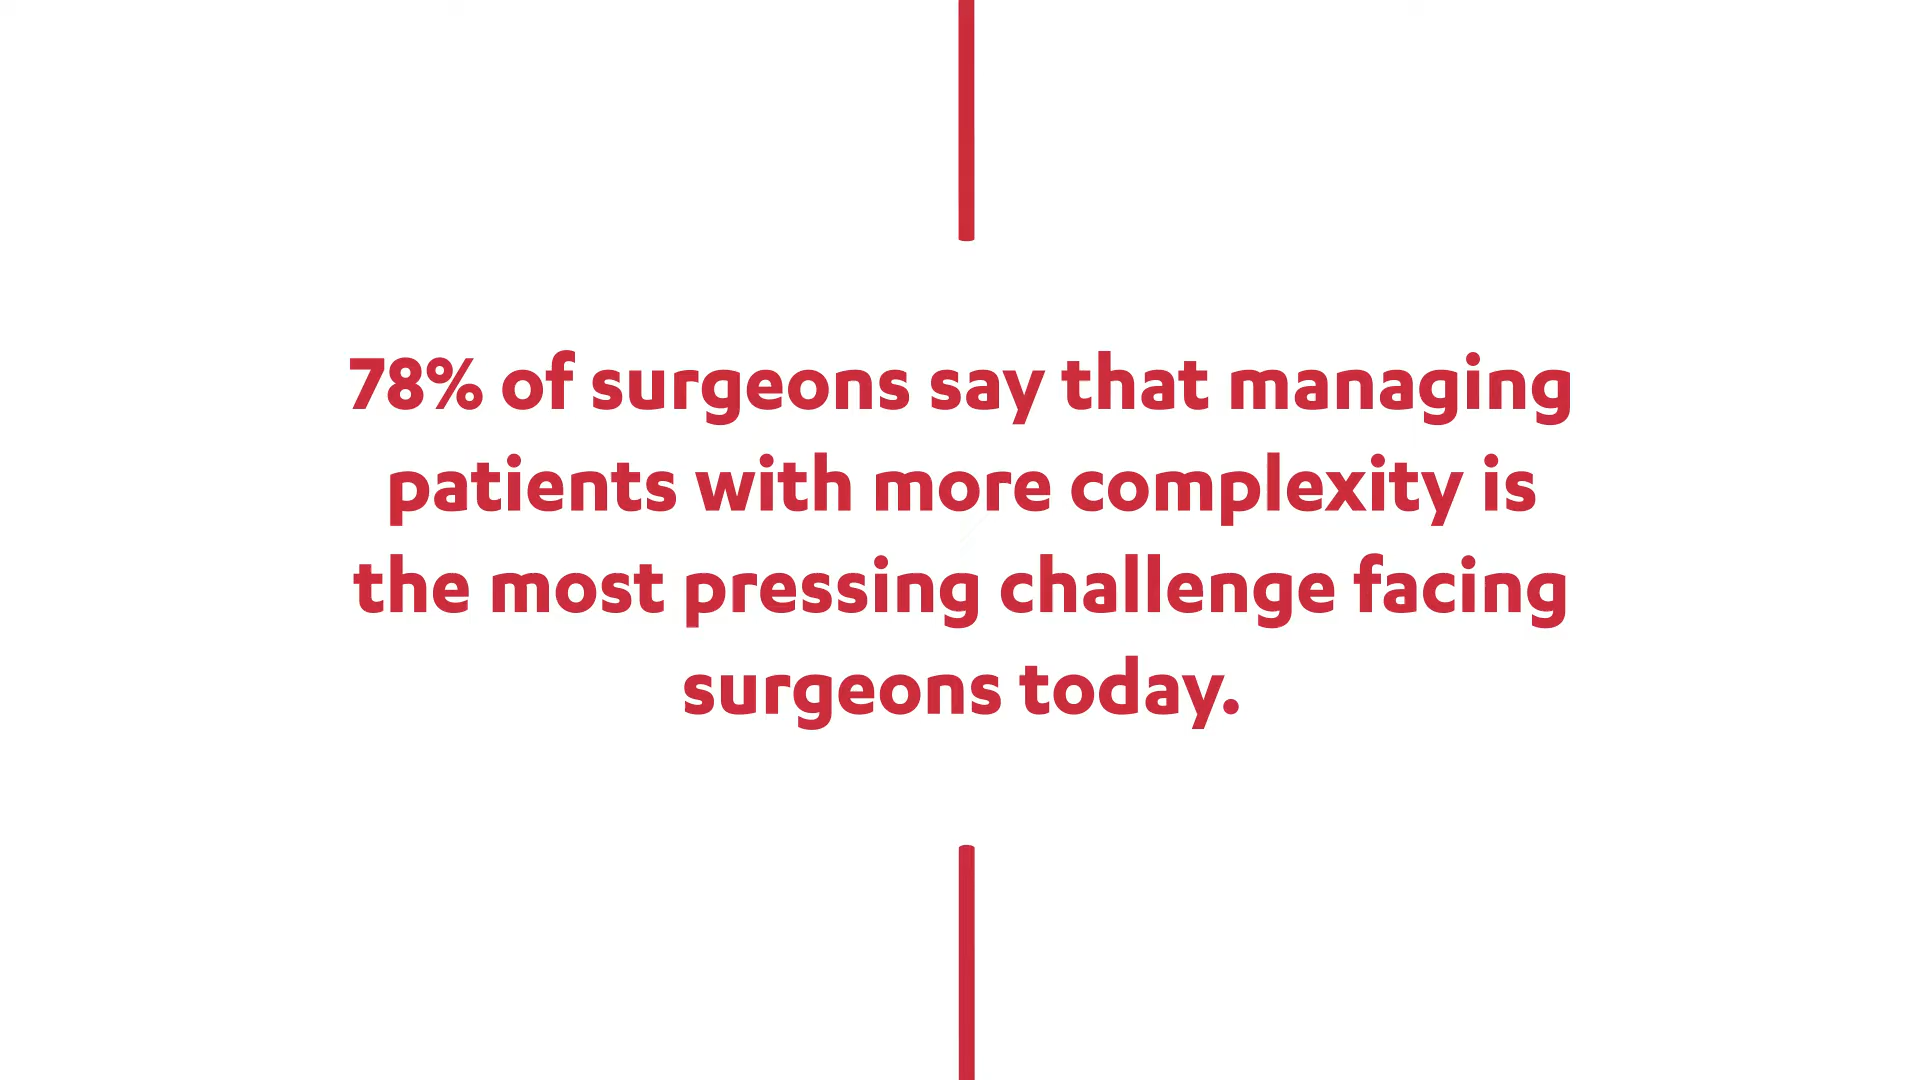 78% of surgeons say that managing
patients with more complexity is
the most pressing challenge facing
surgeons today.